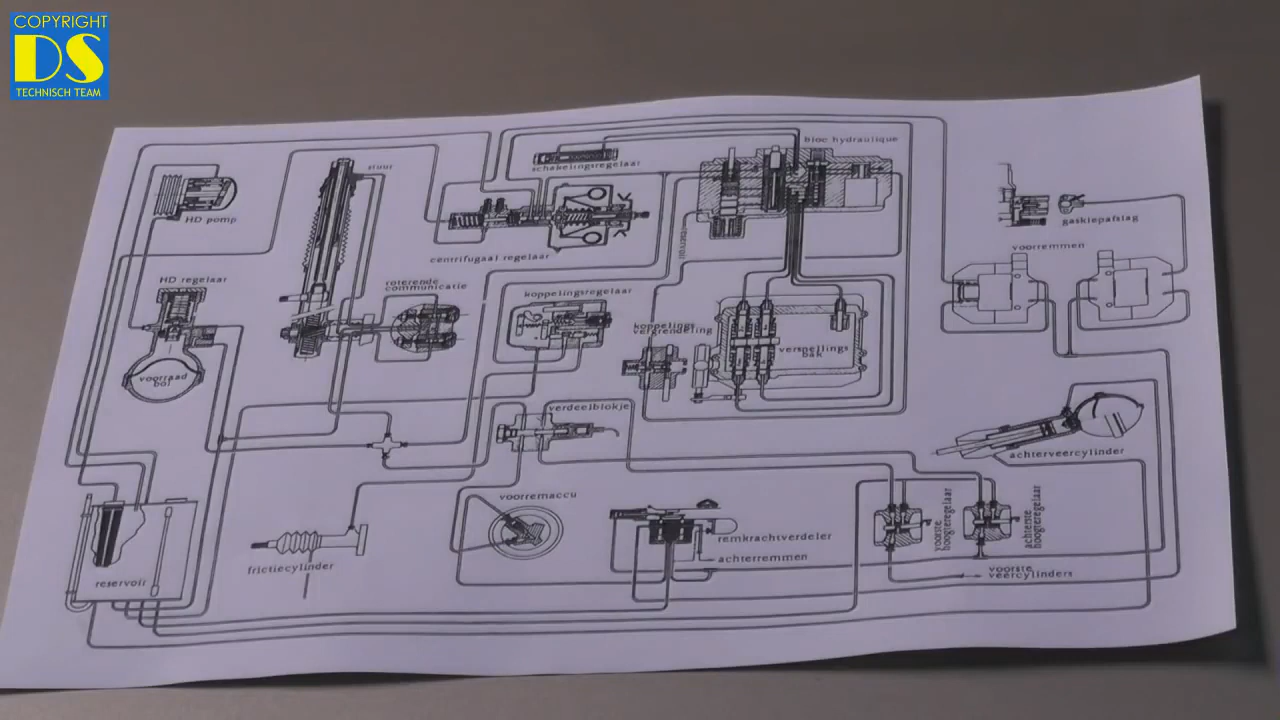 COPYRIGHT
DS
TECHNISCH TEAM
bloc hydraulique
schakelingsregelaar
stuur
HD pomp
gasklepafslag
centrifugaal regelaar
voorremmen
HD regelaar
roterende
communicatie
koppelingsregelaar
koppelings
vergrendeling
versnellings
bak
voorraad
bol
verdeelblokje
achterveercylinder
voorremaccu
voorste
hoogteregelaar
achterste
hoogteregelaar
remkrachtverdeler
achterremmen
frictiecylinder
voorste
veercylinders
reservoir